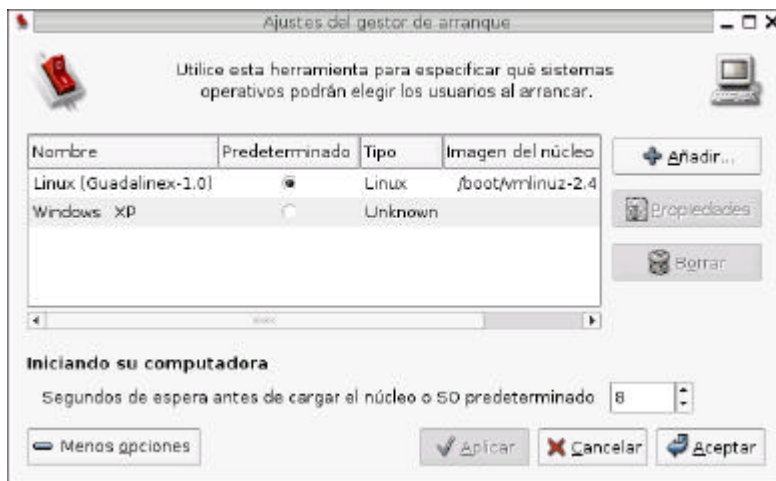 Ajustes del gestor de arranque
Utilice esta herramienta para especificar qué sistemas
operativos podrán elegir los usuarios al arrancar.
Nombre Predeterminado Tipo Imagen del núcleo
Linux (Guadalinex-1.0) Linux /boot/vmlinuz-2.4
Windows XP Unknown
Añadir...
Propiedades
Borrar
Iniciando su computadora
Segundos de espera antes de cargar el núcleo o SO predeterminado 8
Menos opciones Aplicar Cancelar Aceptar